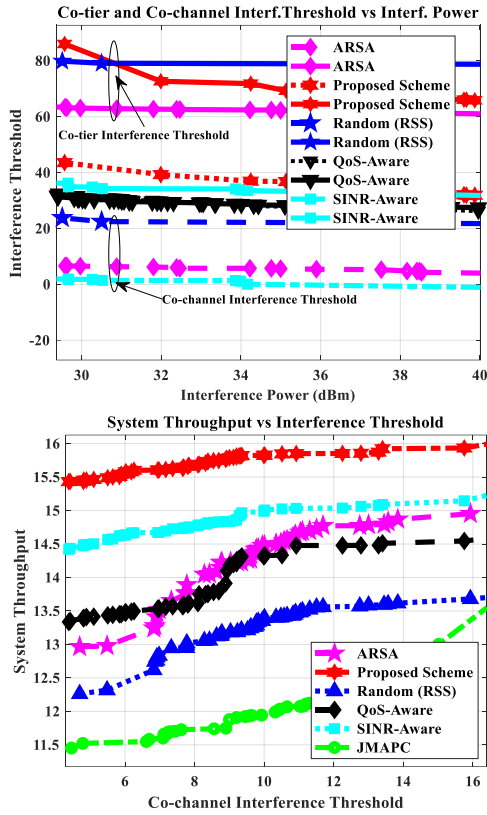 Co-tier and Co-channel Interf.Threshold vs Interf. Power
Interference Threshold
80
60
40
20
0
-20
ARSA
ARSA
Proposed Scheme
Proposed Scheme
Random (RSS)
Random (RSS)
QoS-Aware
QoS-Aware
SINR-Aware
SINR-Aware
Co-tier Interference Threshold
Co-channel Interference Threshold
30
32
34
36
38
40
Interference Power (dBm)
System Throughput vs Interference Threshold
System Throughput
16
15.5
15
14.5
14
13.5
13
12.5
12
11.5
ARSA
Proposed Scheme
Random (RSS)
QoS-Aware
SINR-Aware
JMAPC
6
8
10
12
14
16
Co-channel Interference Threshold